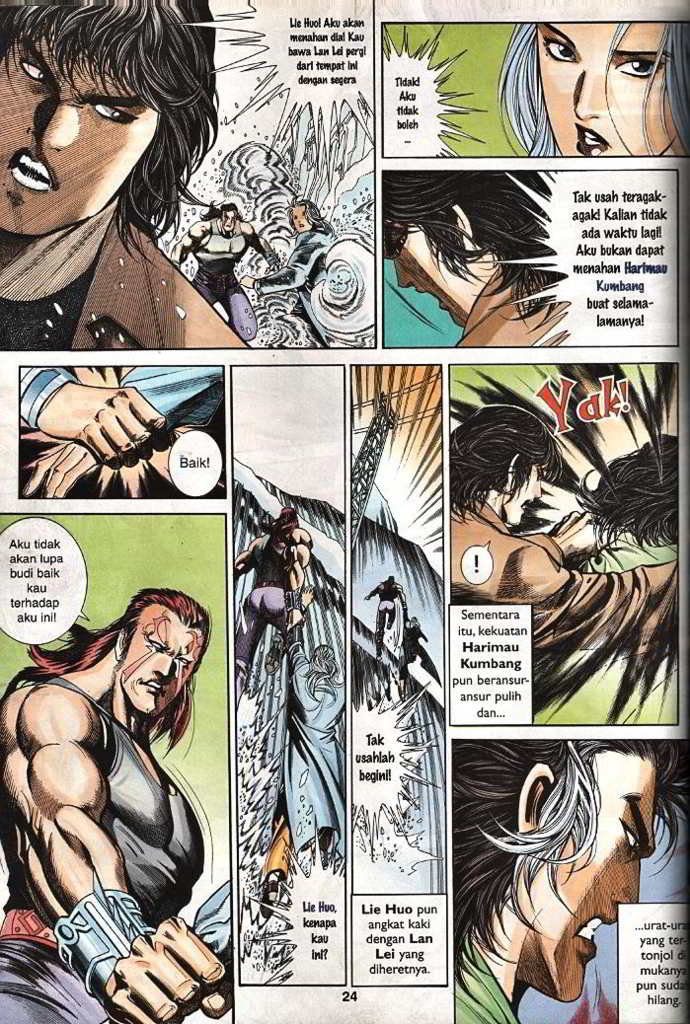 Lie Huo! Aku akan
menahan dia! Kau
bawa Lan Lei pergi
dari tempat ini
dengan segera
Tidak!
Aku
tidak
boleh
..
Tak usah teragak-
agak! Kalian tidak
ada waktu lagi!
Aku bukan dapat
menahan Harimau
Kumbang
buat selama-
lamanya!
Baik!
Aku tidak
akan lupa
budi baik
kau
terhadap
aku ini!
Lie Huo,
kenapa
kau
ini!?
Tak
usahlah
begini!
Lie Huo pun
angkat kaki
dengan Lan
Lei yang
diheretnya.
Yak!
!
Sementara
itu, kekuatan
Harimau
Kumbang
pun beransur-
ansur pulih
dan...
...urat-ura
yang ter-
tonjol di
mukanya
pun suda
hilang.
24